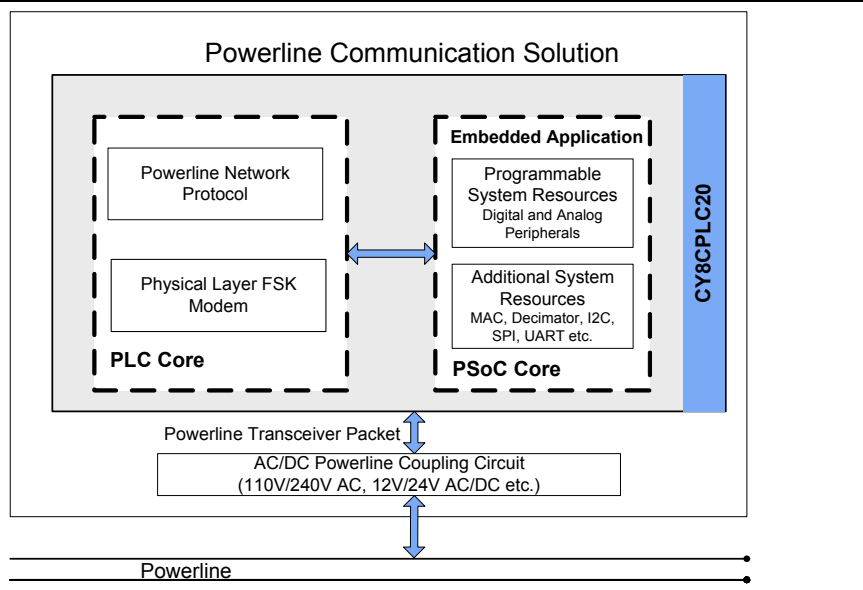 Powerline Communication Solution
Powerline Network
Protocol
Physical Layer FSK
Modem
PLC Core
Embedded Application
Programmable
System Resources
Digital and Analog
Peripherals
Additional System
Resources
MAC, Decimator, I2C,
SPI, UART etc.
PSoC Core
CY8CPLC20
Powerline Transceiver Packet
AC/DC Powerline Coupling Circuit
(110V/240V AC, 12V/24V AC/DC etc.)
Powerline